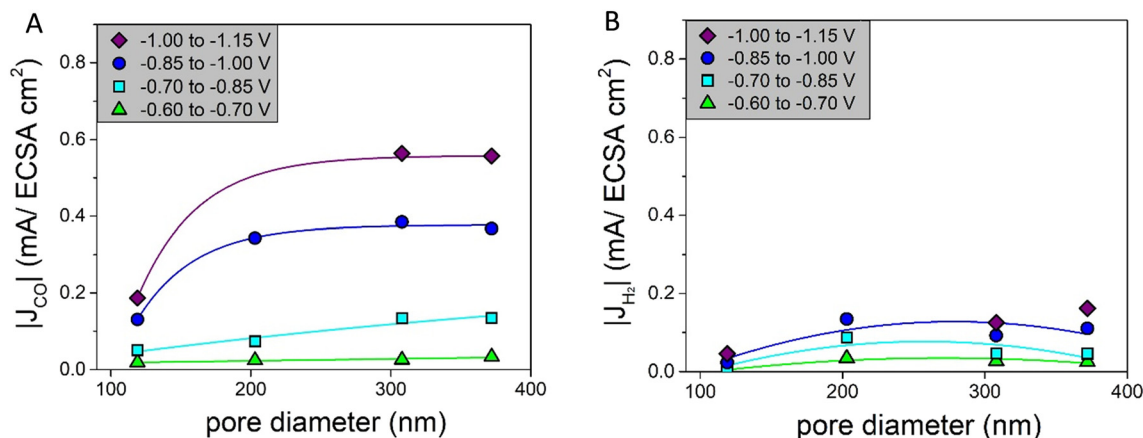 A
-1.00 to -1.15 V
-0.85 to -1.00 V
-0.70 to -0.85 V
-0.60 to -0.70 V
|J_CO| (mA/ ECSA cm²)
0.8
0.6
0.4
0.2
0.0
100 200 300 400
pore diameter (nm)
B
-1.00 to -1.15 V
-0.85 to -1.00 V
-0.70 to -0.85 V
-0.60 to -0.70 V
|J_H₂| (mA/ ECSA cm²)
0.8
0.6
0.4
0.2
0.0
100 200 300 400
pore diameter (nm)